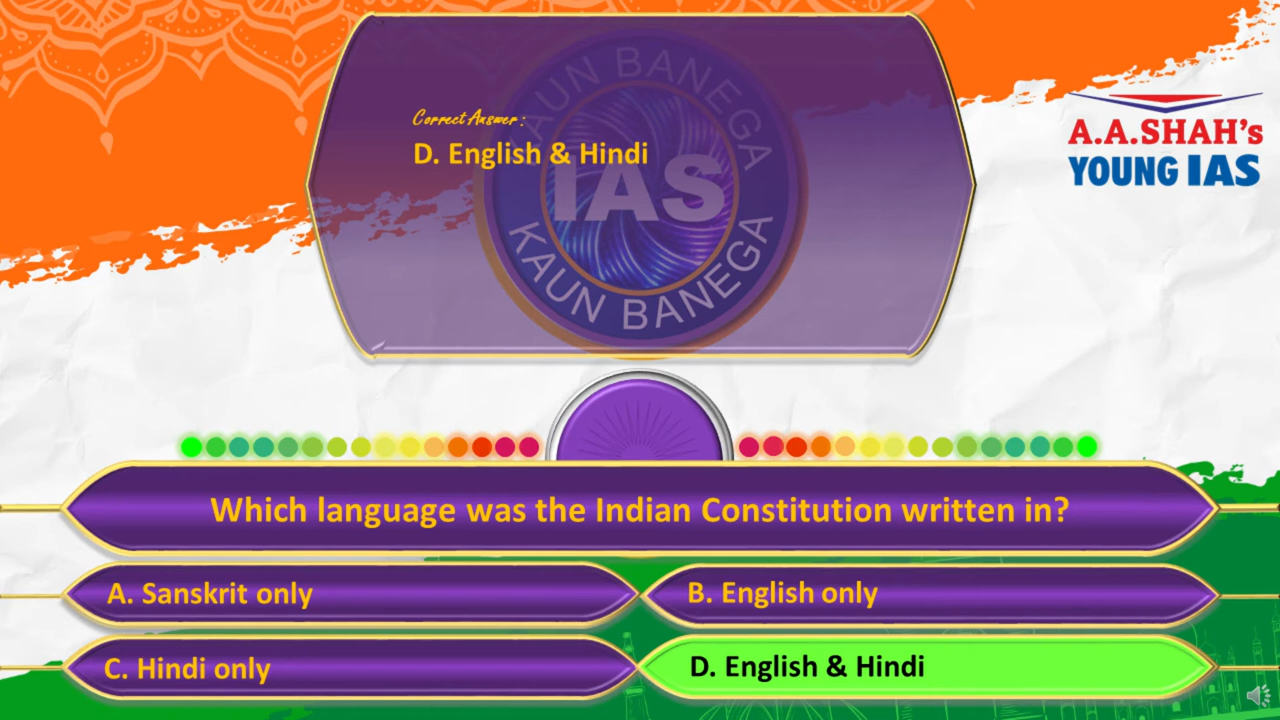 Correct Answer :
D. English & Hindi
KAUN BANEGA
IAS
KAUN BANEGA
A.A.SHAH's
YOUNG IAS
Which language was the Indian Constitution written in?
A. Sanskrit only
B. English only
C. Hindi only
D. English & Hindi